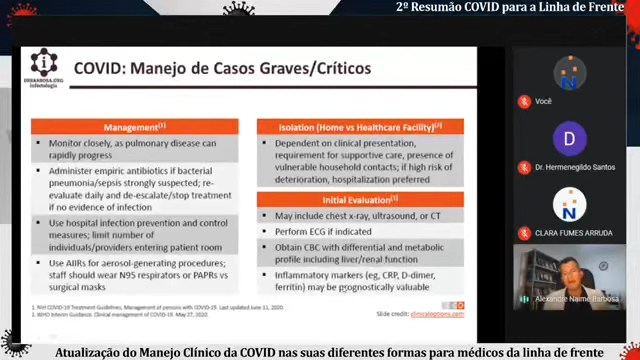 2º Resumão COVID para a Linha de Frente
DRBARBOSA.ORG
Infectologia
COVID: Manejo de Casos Graves/Críticos
Management[1]
Monitor closely, as pulmonary disease can
rapidly progress
Administer empiric antibiotics if bacterial
pneumonia/sepsis strongly suspected; re-
evaluate daily and de-escalte/stop treatment
if no evidence of infection
Use hospital infection prevention and control
measures; limit number of
individuals/providers entering patient room
Use AIIRs for aerosol-generating procedures;
staff should wear N95 respirators or PAPRs vs
surgical masks
Isolation (Home vs Healthcare Facility)[2]
Dependent on clinical presentation,
requirement for supportive care, presence of
vulnerable household contacts; if high risk of
deterioration, hospitalization preferred
Initial Evaluation[1]
May include chest x-ray, ultrasound, or CT
Perform ECG if indicated
Obtain CBC with differential and metabolic
profile including liver/renal function
Inflammatory markers (eg, CRP, D-dimer,
ferritin) may be prognostically valuable
1. NIH COVID-19 Treatment Guidelines. Management of persons with COVID-19. Last updated June 11, 2020.
2. WHO Interim Guidance. Clinical management of COVID-19. May 27, 2020.
Slide credit: clinicaloptions.com
Você
D
Dr. Hermenegildo Santos
CLARA FUMES ARRUDA
Alexandre Naime Barbosa
Atualização do Manejo Clínico da COVID nas suas diferentes formas para médicos da linha de frente